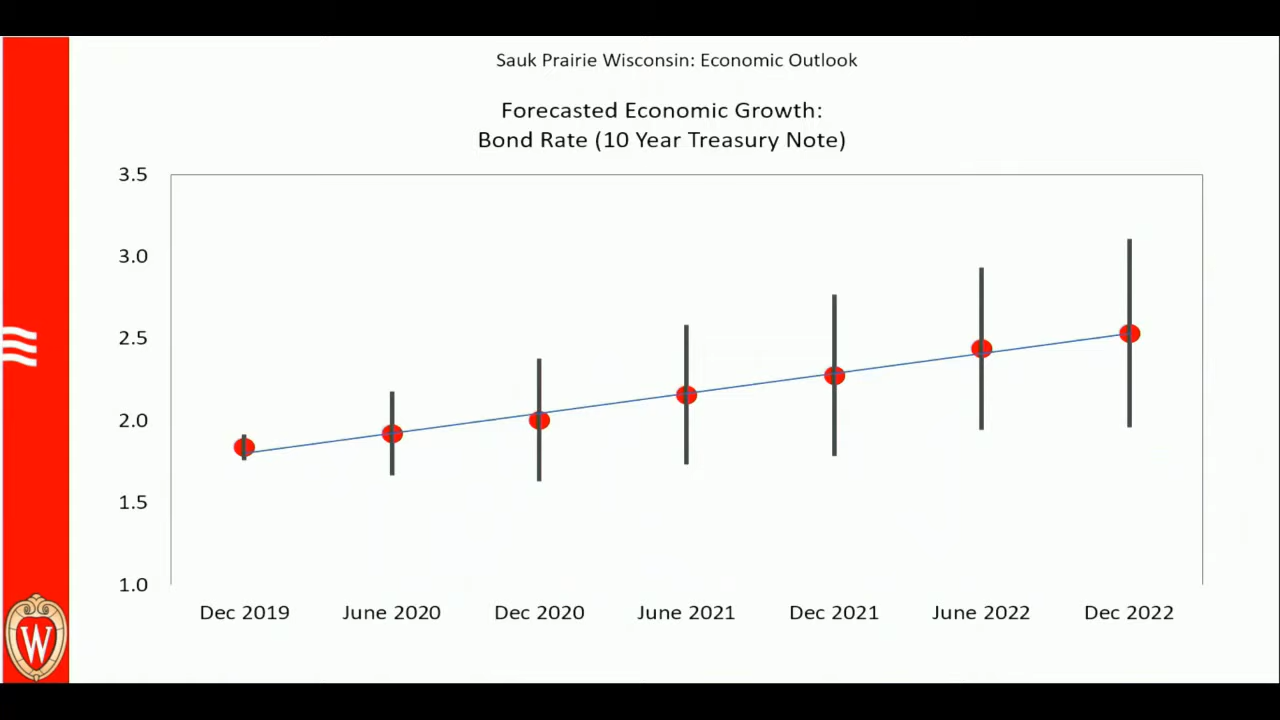 Sauk Prairie Wisconsin: Economic Outlook
Forecasted Economic Growth:
Bond Rate (10 Year Treasury Note)
3.5
3.0
2.5
2.0
1.5
1.0
Dec 2019 June 2020 Dec 2020 June 2021 Dec 2021 June 2022 Dec 2022
W